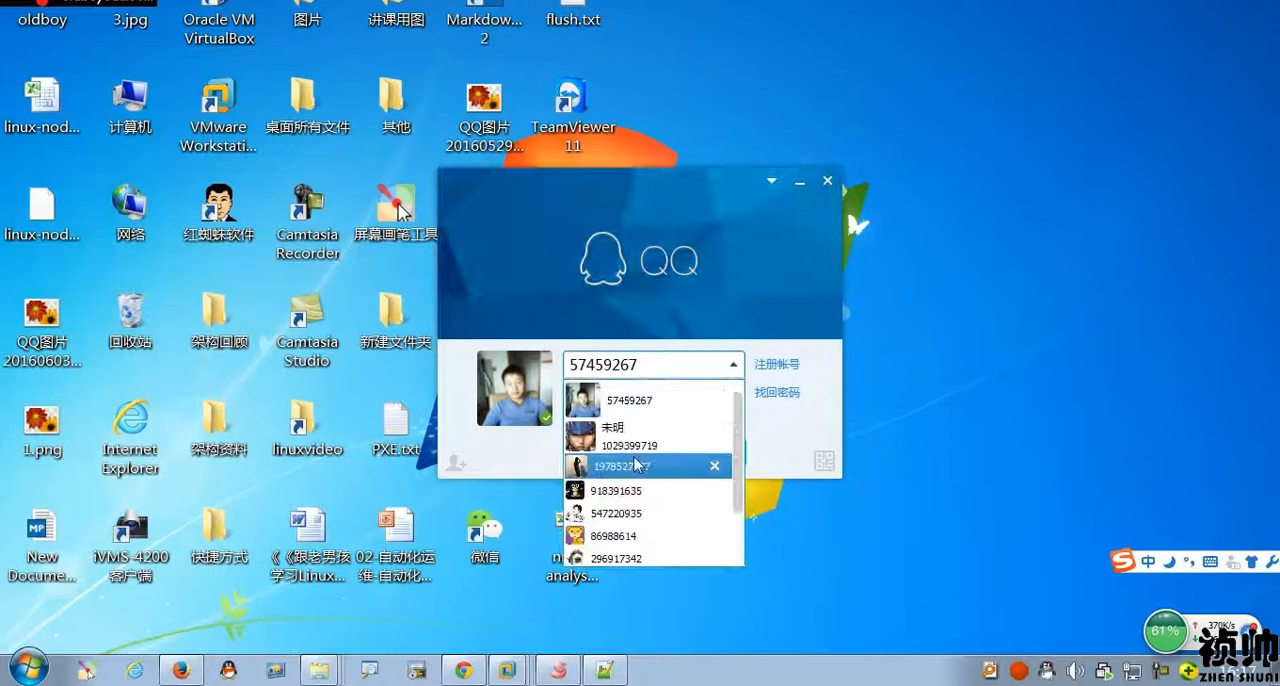 oldboy
3.jpg
Oracle VM
VirtualBox
图片
讲课用图
Markdow...
2
flush.txt
linux-nod...
计算机
VMware
Workstati...
桌面所有文件
其他
QQ图片
20160529...
TeamViewer
11
linux-nod...
网络
红蜘蛛软件
Camtasia
Recorder
屏幕画笔工具
QQ
QQ图片
20160603...
回收站
架构回顾
Camtasia
Studio
新建文件夹
57459267
注册帐号
57459267
找回密码
未明
1029399719
918391635
547220935
86988614
296917342
1.png
Internet
Explorer
架构资料
linuxvideo
PXE.txt
New
Docume...
iVMS-4200
客户端
快捷方式
《《跟老男孩
学习Linux...
02-自动化运
维-自动化...
微信
analys...
中
61%
370K/s
16:17
祯帅
ZHEN SHUAI